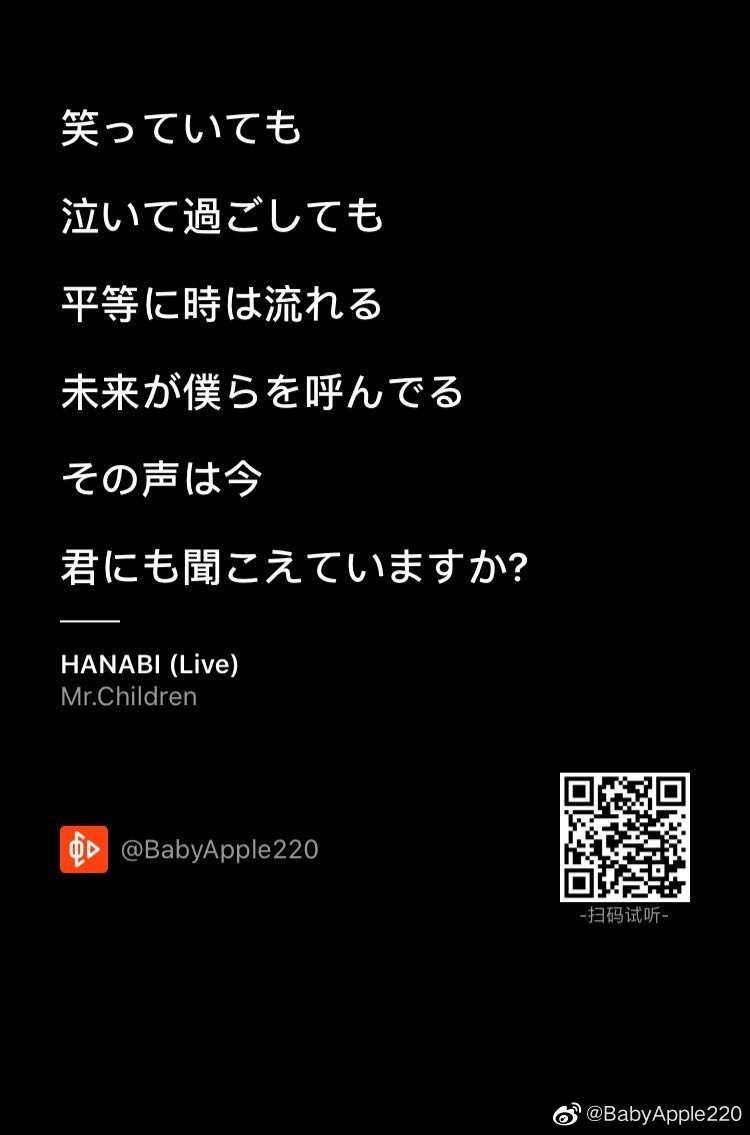 笑っていても
泣いて過ごしても
平等に時は流れる
未来が僕らを呼んでる
その声は今
君にも聞こえていますか?
HANABI (Live)
Mr.Children
@BabyApple220
-扫码试听-
@BabyApple220